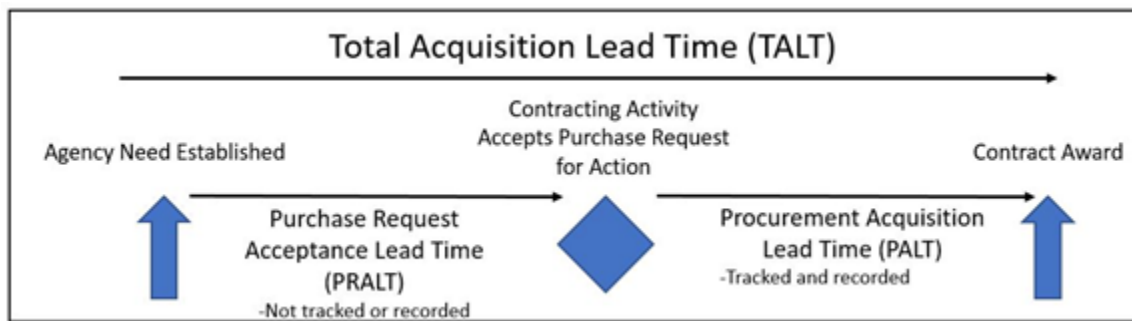 Total Acquisition Lead Time (TALT)
Contracting Activity
Accepts Purchase Request
for Action
Agency Need Established
Contract Award
Purchase Request
Acceptance Lead Time
(PRALT)
-Not tracked or recorded
Procurement Acquisition
Lead Time (PALT)
-Tracked and recorded